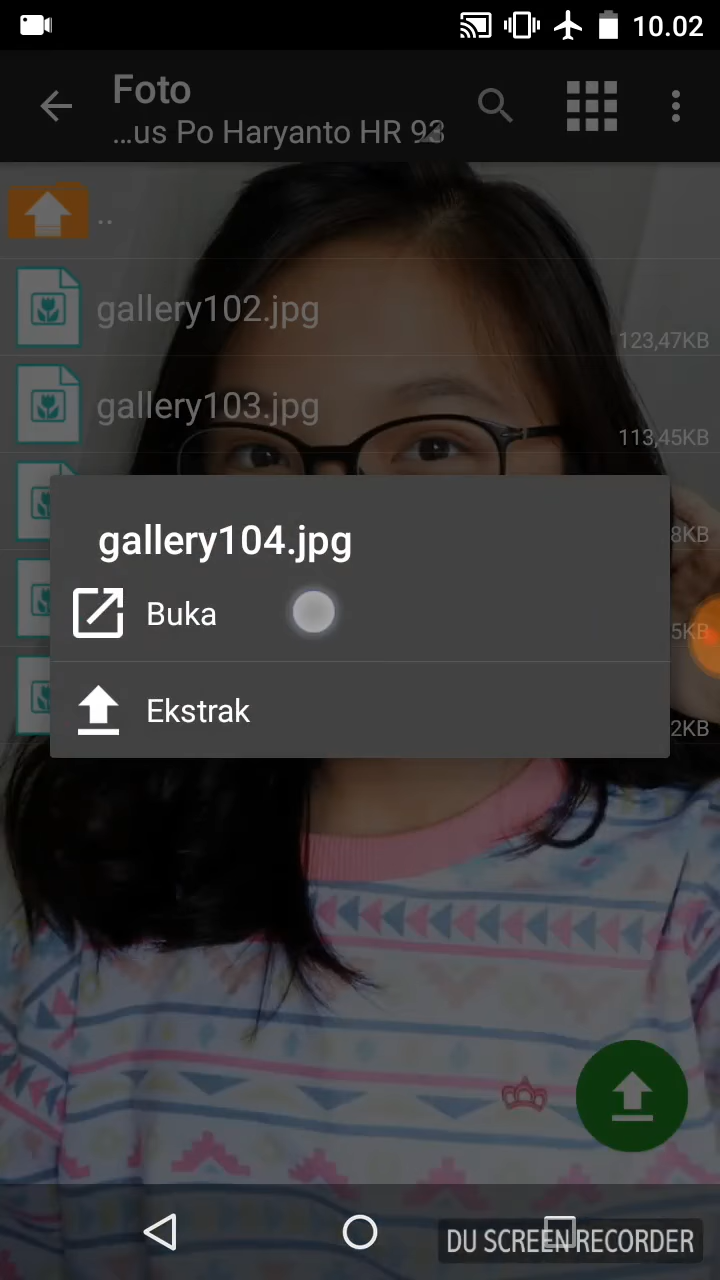 10.02
Foto
...us Po Haryanto HR 93
..
gallery102.jpg
123,47KB
gallery103.jpg
113,45KB
8KB
gallery104.jpg
Buka
5KB
Ekstrak
2KB
DU SCREEN RECORDER